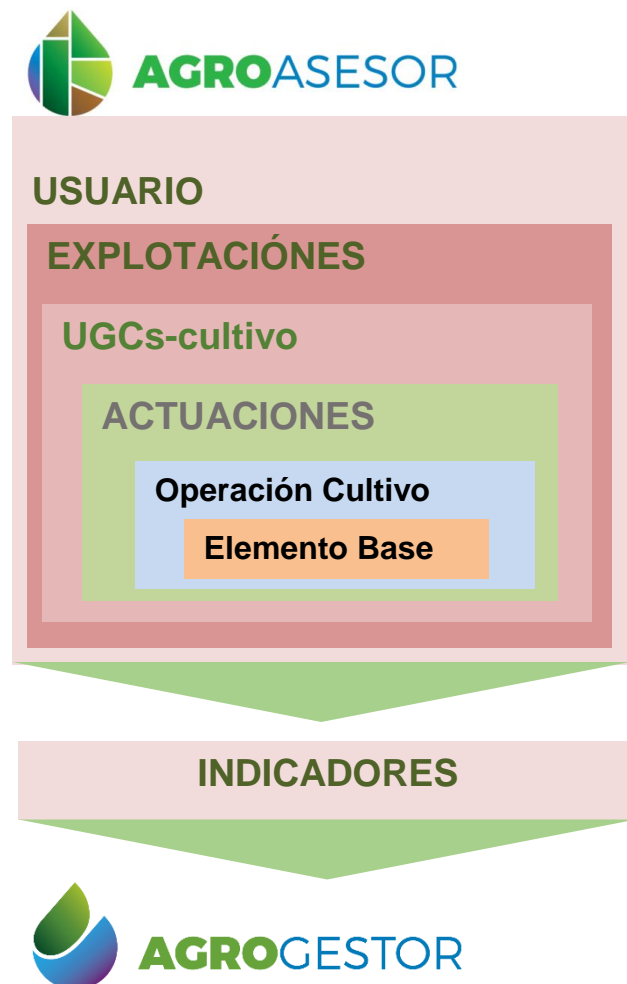 AGROASESOR
USUARIO
EXPLOTACIÓNES
UGCs-cultivo
ACTUACIONES
Operación Cultivo
Elemento Base
INDICADORES
AGROGESTOR